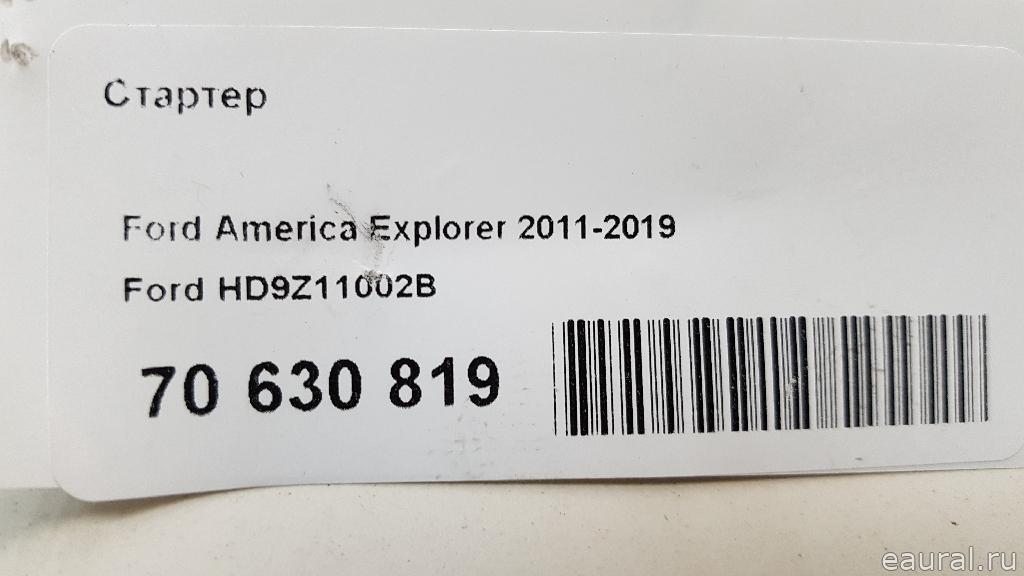 Стартер
Ford America Explorer 2011-2019
Ford HD9Z11002B
70 630 819
eaural.ru